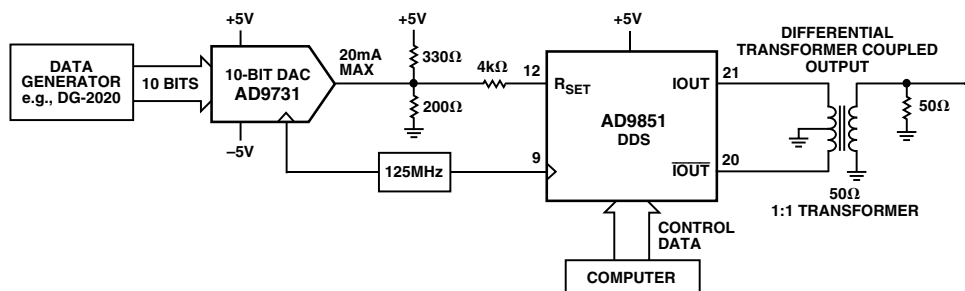 DATA
GENERATOR
e.g., DG-2020
10 BITS
+5V
10-BIT DAC
AD9731
–5V
20mA
MAX
+5V
330Ω
200Ω
4kΩ
125MHz
12
9
+5V
RSET
AD9851
DDS
IOUT
IOUT
21
20
CONTROL
DATA
COMPUTER
DIFFERENTIAL
TRANSFORMER COUPLED
OUTPUT
50Ω
50Ω
1:1 TRANSFORMER